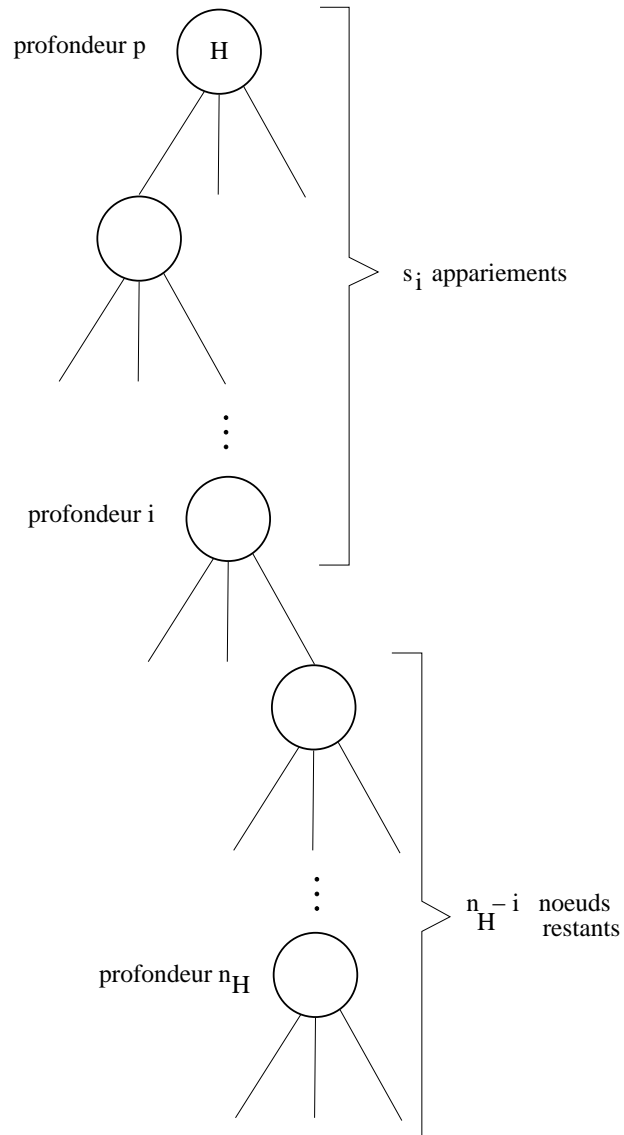 profondeur p
H
s_i appariements
profondeur i
n_H – i noeuds
restants
profondeur n_H